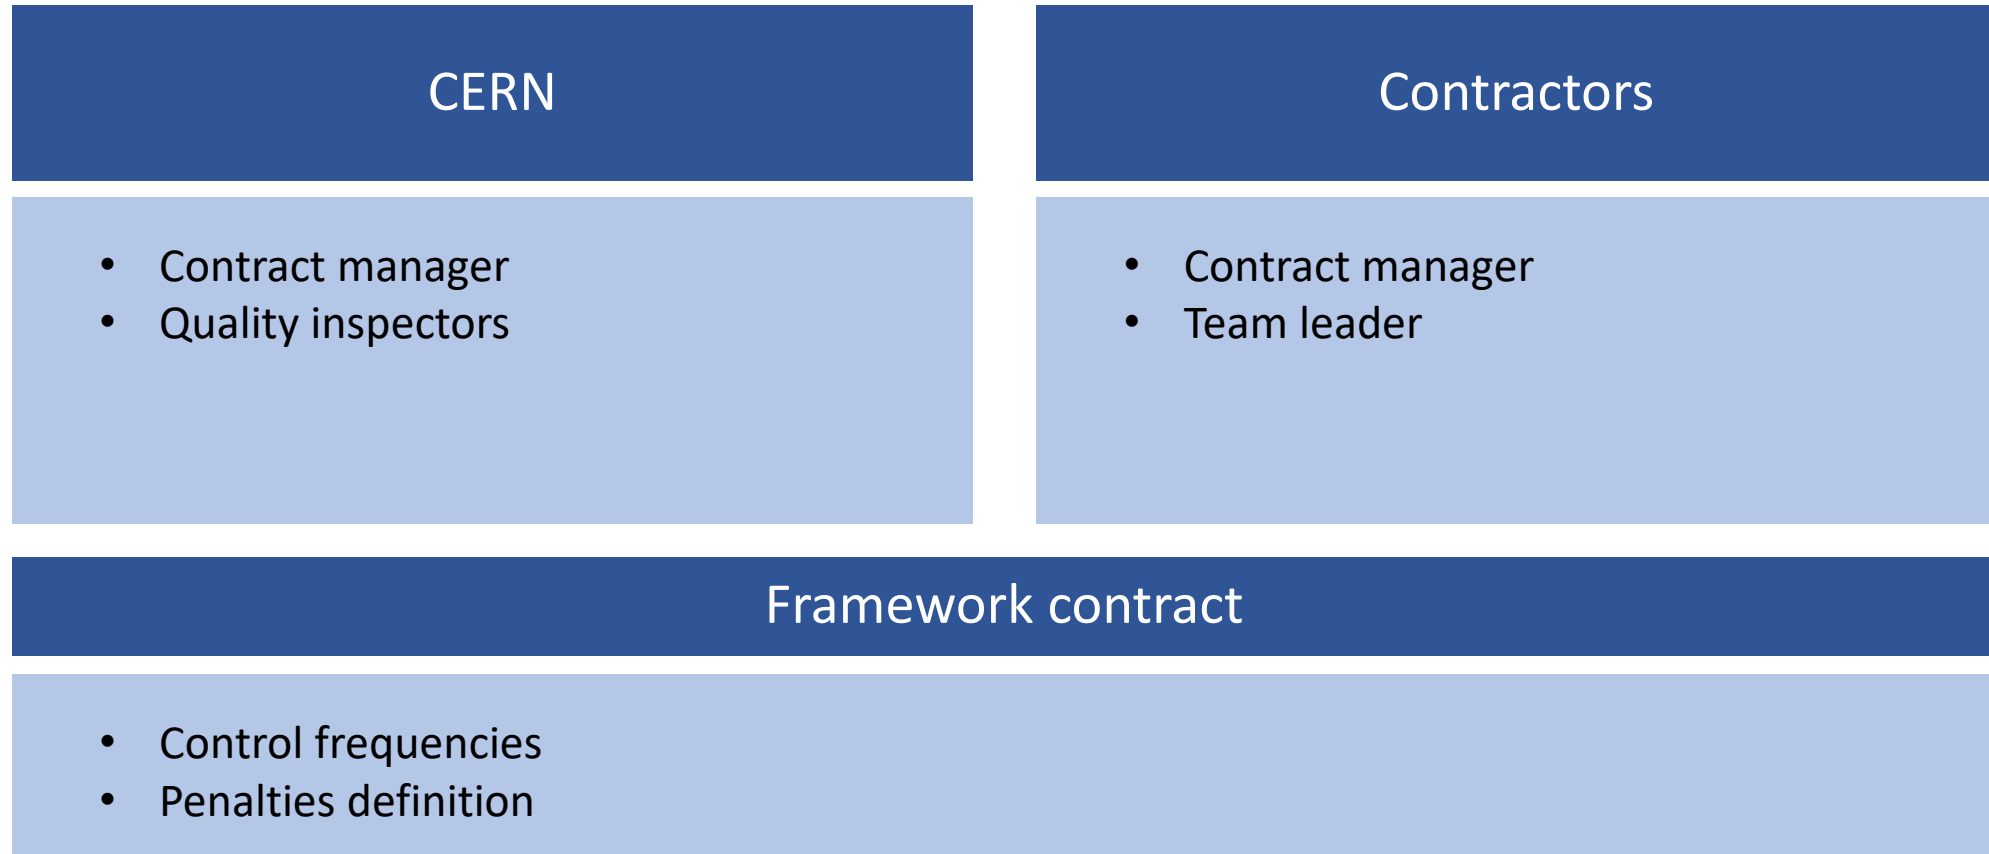 CERN
• Contract manager
• Quality inspectors
Contractors
• Contract manager
• Team leader
Framework contract
• Control frequencies
• Penalties definition